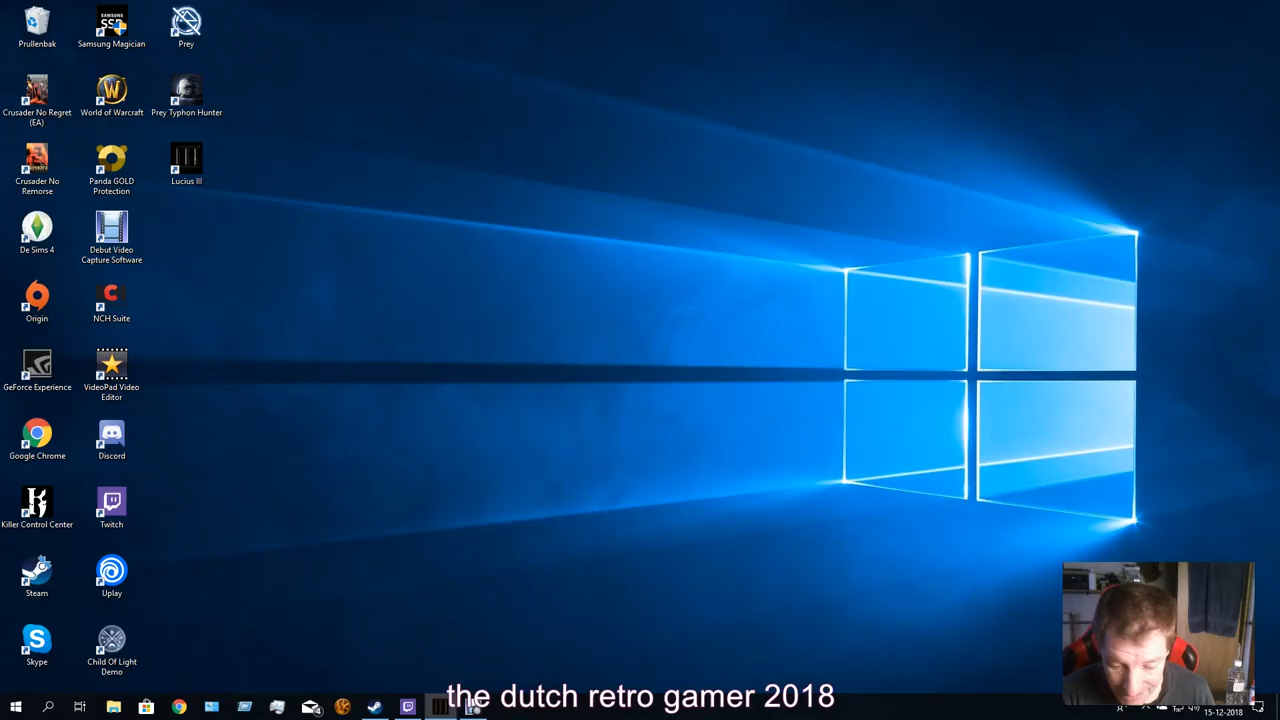 Prullenbak
Samsung Magician
Prey
Crusader No Regret
(EA)
World of Warcraft
Prey Typhon Hunter
Crusader No
Remorse
Panda GOLD
Protection
Lucius III
De Sims 4
Debut Video
Capture Software
Origin
NCH Suite
GeForce Experience
VideoPad Video
Editor
Google Chrome
Discord
Killer Control Center
Twitch
Steam
Uplay
Skype
Child Of Light
Demo
the dutch retro gamer 2018
15-12-2018